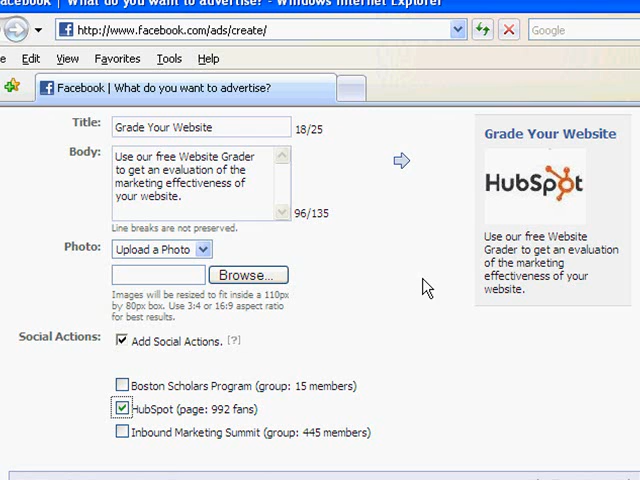 acebook | What do you want to advertise? - Windows Internet Explorer
http://www.facebook.com/ads/create/
Google
Edit View Favorites Tools Help
Facebook | What do you want to advertise?
Title: Grade Your Website 18/25
Body: Use our free Website Grader
to get an evaluation of the
marketing effectiveness of
your website.
96/135
Line breaks are not preserved.
Photo: Upload a Photo
Browse...
Images will be resized to fit inside a 110px
by 80px box. Use 3:4 or 16:9 aspect ratio
for best results.
Social Actions: Add Social Actions. [?]
Boston Scholars Program (group: 15 members)
HubSpot (page: 992 fans)
Inbound Marketing Summit (group: 445 members)
Grade Your Website
HubSpot
Use our free Website
Grader to get an evaluation
of the marketing
effectiveness of your
website.